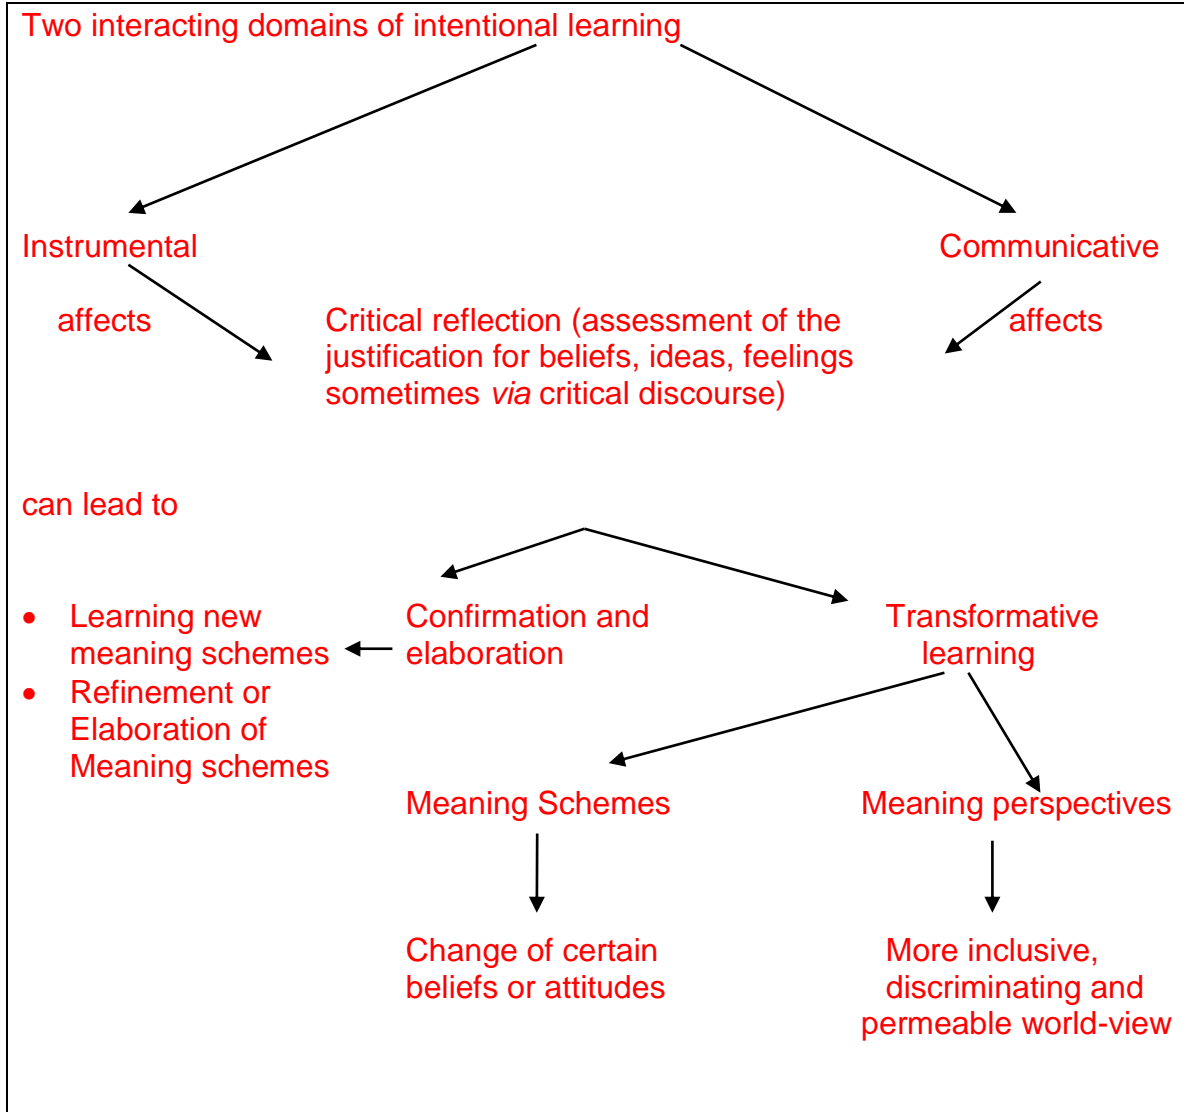 Two interacting domains of intentional learning
Instrumental
Communicative
affects
Critical reflection (assessment of the
justification for beliefs, ideas, feelings
sometimes via critical discourse)
affects
can lead to
• Learning new
meaning schemes
• Refinement or
Elaboration of
Meaning schemes
Confirmation and
elaboration
Transformative
learning
Meaning Schemes
Meaning perspectives
Change of certain
beliefs or attitudes
More inclusive,
discriminating and
permeable world-view